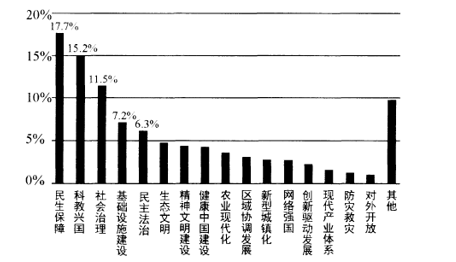 20%
17.7%
15%
15.2%
11.5%
10%
7.2%
6.3%
5%
0%
民生保障
科教兴国
社会治理
基础设施建设
民主法治
生态文明
精神文明建设
健康中国建设
农业现代化
区域协调发展
新型城镇化
网络强国
创新驱动发展
现代产业体系
防灾救灾
对外开放
其他